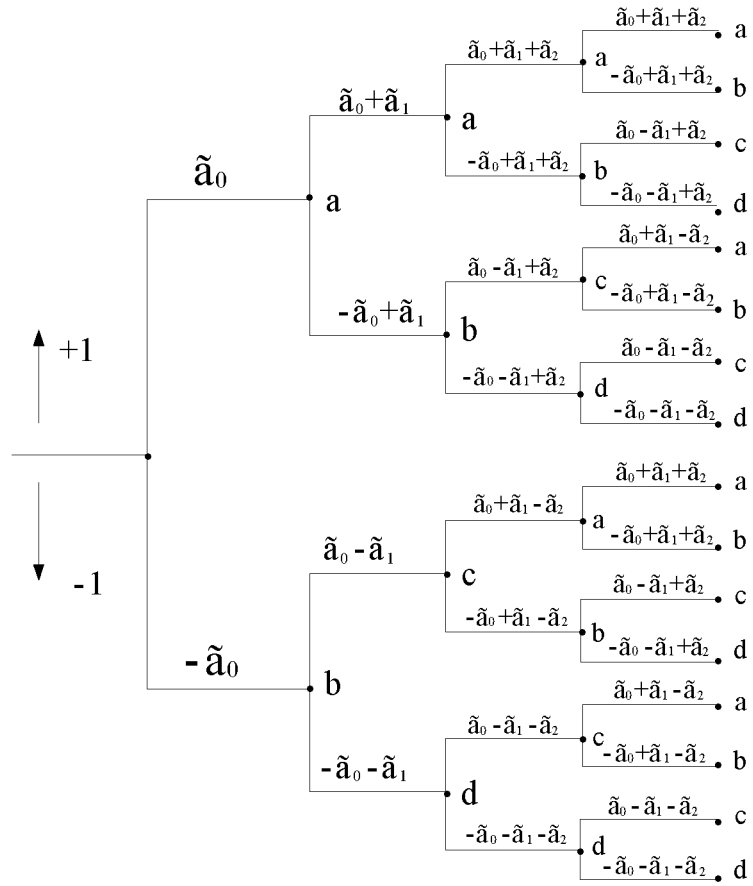 ã₀+ã₁+ã₂ a
ã₀+ã₁+ã₂ a
-ã₀+ã₁+ã₂ b
ã₀+ã₁ a
ã₀ -ã₁+ã₂ c
-ã₀+ã₁+ã₂ b
-ã₀ -ã₁+ã₂ d
ã₀ a
ã₀+ã₁-ã₂ a
ã₀ -ã₁+ã₂ c
-ã₀+ã₁-ã₂ b
-ã₀+ã₁ b
ã₀ -ã₁-ã₂ c
-ã₀ -ã₁+ã₂ d
-ã₀ -ã₁-ã₂ d
+1
-1
ã₀+ã₁+ã₂ a
ã₀+ã₁-ã₂ a
-ã₀+ã₁+ã₂ b
ã₀ -ã₁ c
ã₀ -ã₁+ã₂ c
-ã₀+ã₁-ã₂ b
-ã₀ -ã₁+ã₂ d
-ã₀ b
ã₀+ã₁-ã₂ a
ã₀ -ã₁-ã₂ c
-ã₀+ã₁-ã₂ b
-ã₀ -ã₁ d
ã₀ -ã₁-ã₂ c
-ã₀ -ã₁-ã₂ d
-ã₀ -ã₁-ã₂ d